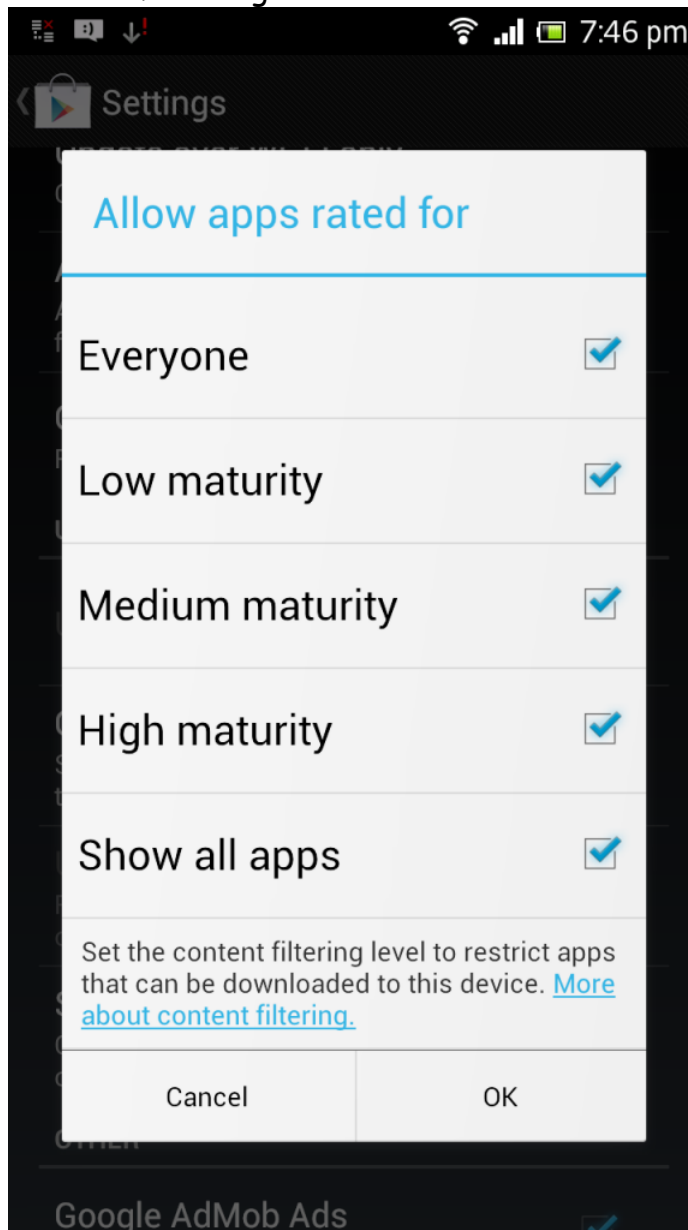 7:46 pm
Settings
Allow apps rated for
Everyone
Low maturity
Medium maturity
High maturity
Show all apps
Set the content filtering level to restrict apps
that can be downloaded to this device. More
about content filtering.
Cancel
OK
Google AdMob Ads